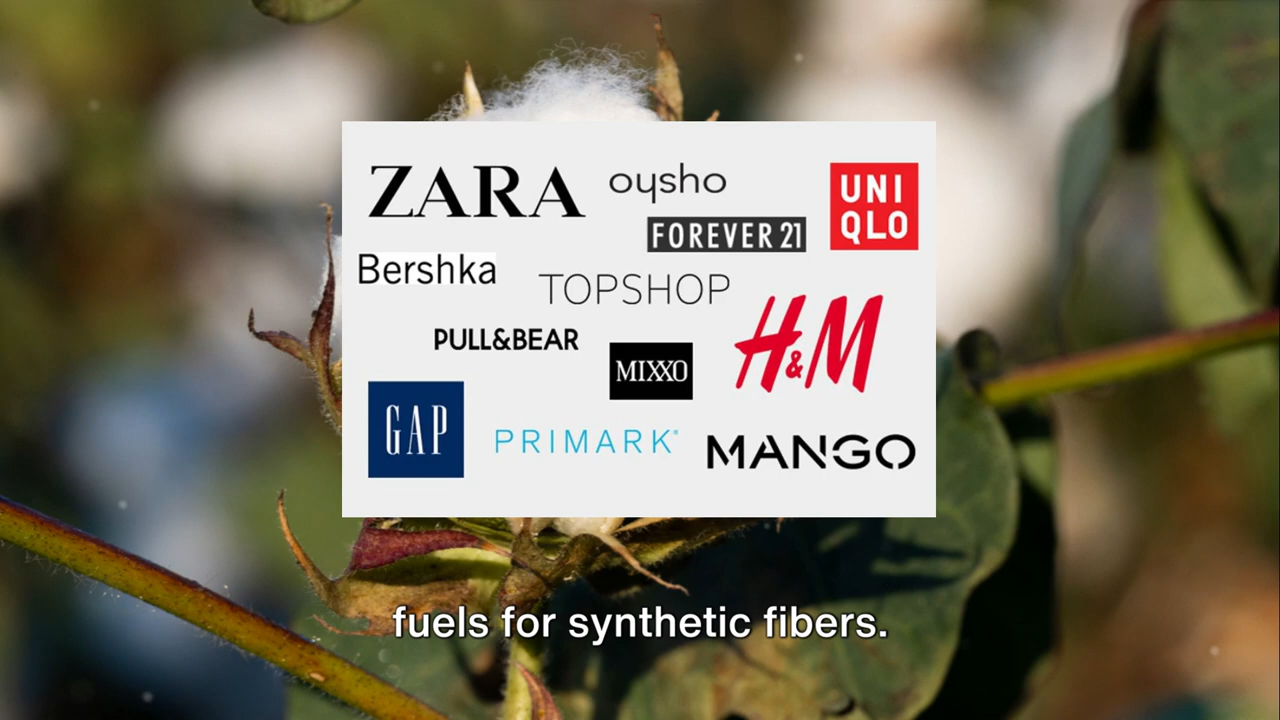 ZARA
oysho
UNI
QLO
FOREVER 21
Bershka
TOPSHOP
PULL&BEAR
MIXXO
H&M
GAP
PRIMARK®
MANGO
fuels for synthetic fibers.